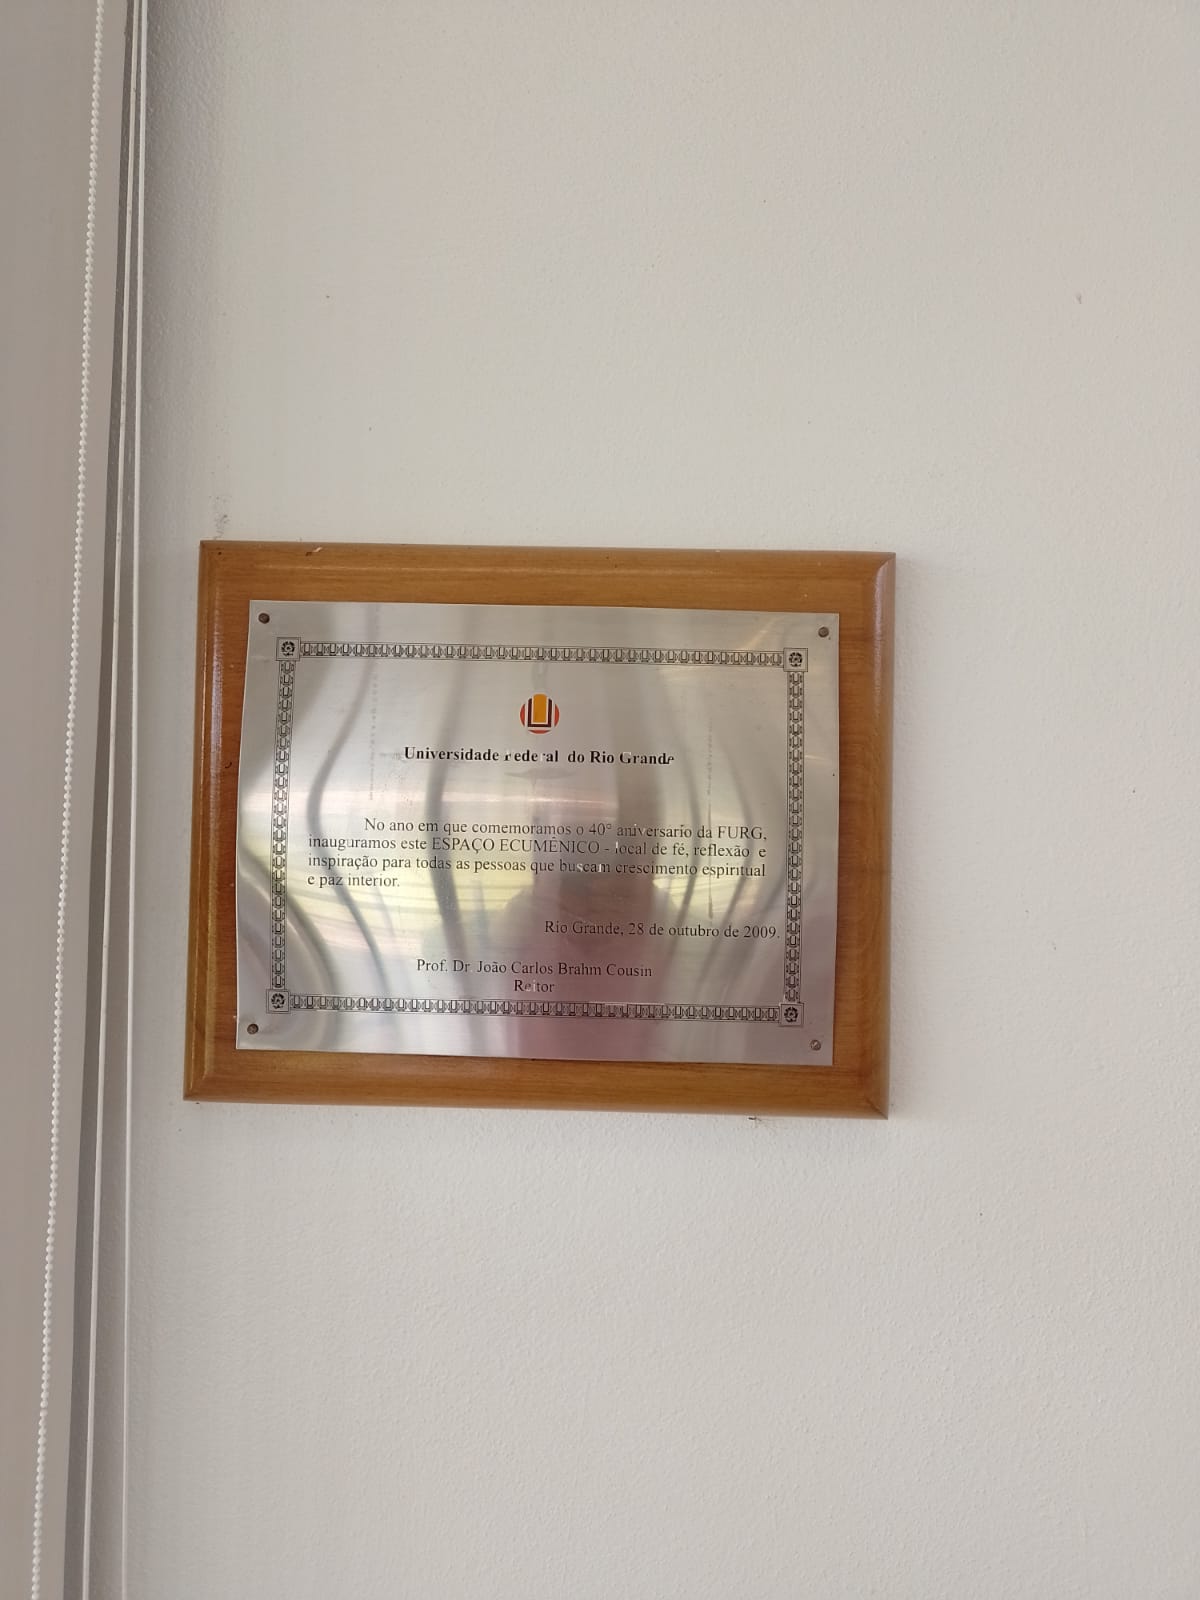 Universidade Federal do Rio Grande
No ano em que comemoramos o 40° aniversario da FURG,
inauguramos este ESPAÇO ECUMÊNICO - local de fé, reflexão e
inspiração para todas as pessoas que buscam crescimento espiritual
e paz interior.
Rio Grande, 28 de outubro de 2009.
Prof. Dr. João Carlos Brahm Cousin
Reitor